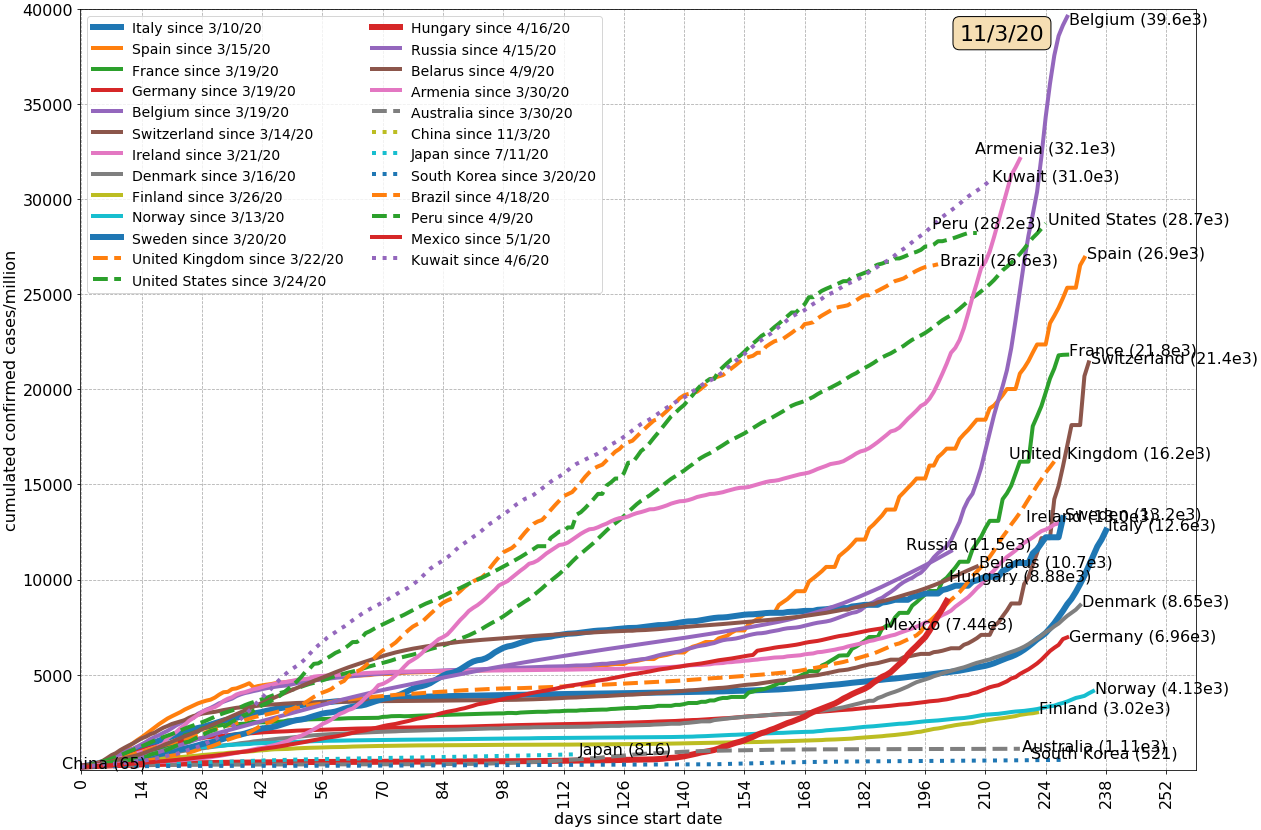 40000
35000
30000
25000
20000
15000
10000
5000
cumulated confirmed cases/million
Italy since 3/10/20
Spain since 3/15/20
France since 3/19/20
Germany since 3/19/20
Belgium since 3/19/20
Switzerland since 3/14/20
Ireland since 3/21/20
Denmark since 3/16/20
Finland since 3/26/20
Norway since 3/13/20
Sweden since 3/20/20
United Kingdom since 3/22/20
United States since 3/24/20
Hungary since 4/16/20
Russia since 4/15/20
Belarus since 4/9/20
Armenia since 3/30/20
Australia since 3/30/20
China since 11/3/20
Japan since 7/11/20
South Korea since 3/20/20
Brazil since 4/18/20
Peru since 4/9/20
Mexico since 5/1/20
Kuwait since 4/6/20
11/3/20
Belgium (39.6e3)
Armenia (32.1e3)
Kuwait (31.0e3)
Peru (28.2e3)
United States (28.7e3)
Spain (26.9e3)
Brazil (26.6e3)
France (21.8e3)
Switzerland (21.4e3)
United Kingdom (16.2e3)
Ireland (13.0e3)
Sweden (13.2e3)
Italy (12.6e3)
Russia (11.5e3)
Belarus (10.7e3)
Hungary (8.88e3)
Denmark (8.65e3)
Mexico (7.44e3)
Germany (6.96e3)
Norway (4.13e3)
Finland (3.02e3)
Australia (1.11e3)
Japan (816)
South Korea (521)
China (65)
0 14 28 42 56 70 84 98 112 126 140 154 168 182 196 210 224 238 252
days since start date